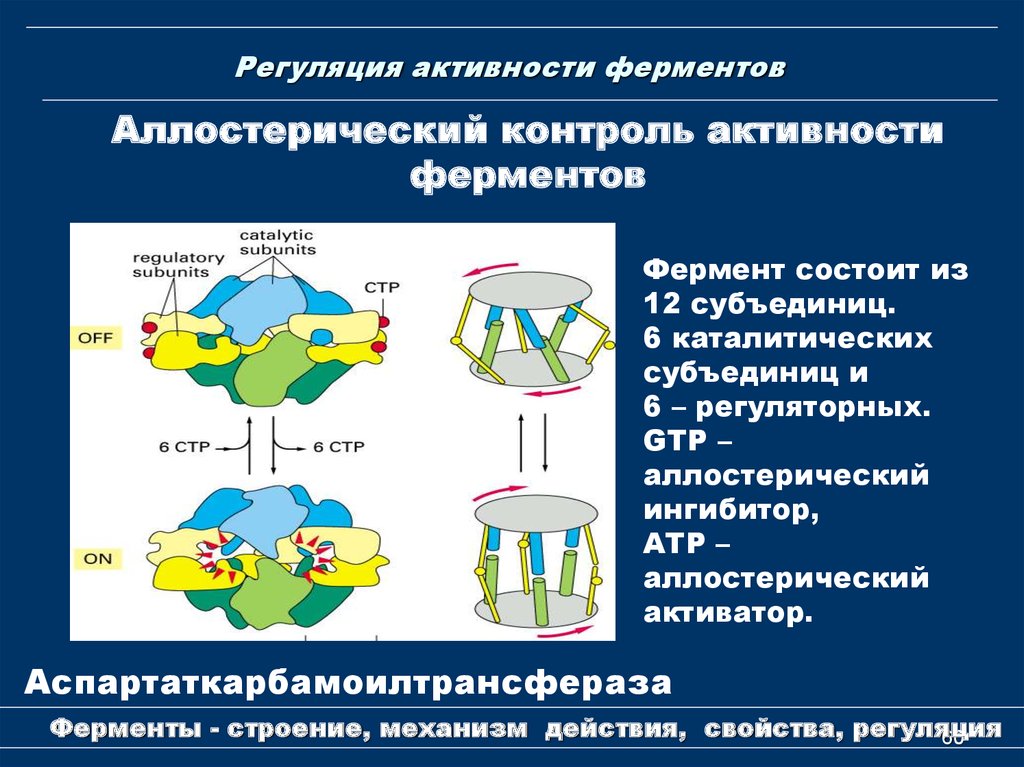 Регуляция активности ферментов
Аллостерический контроль активности
ферментов
catalytic
subunits
regulatory
subunits
CTP
OFF
6 CTP
6 CTP
ON
Фермент состоит из
12 субъединиц.
6 каталитических
субъединиц и
6 – регуляторных.
GTP –
аллостерический
ингибитор,
ATP –
аллостерический
активатор.
Аспартаткарбамоилтрансфераза
Ферменты - строение, механизм действия, свойства, регуляция